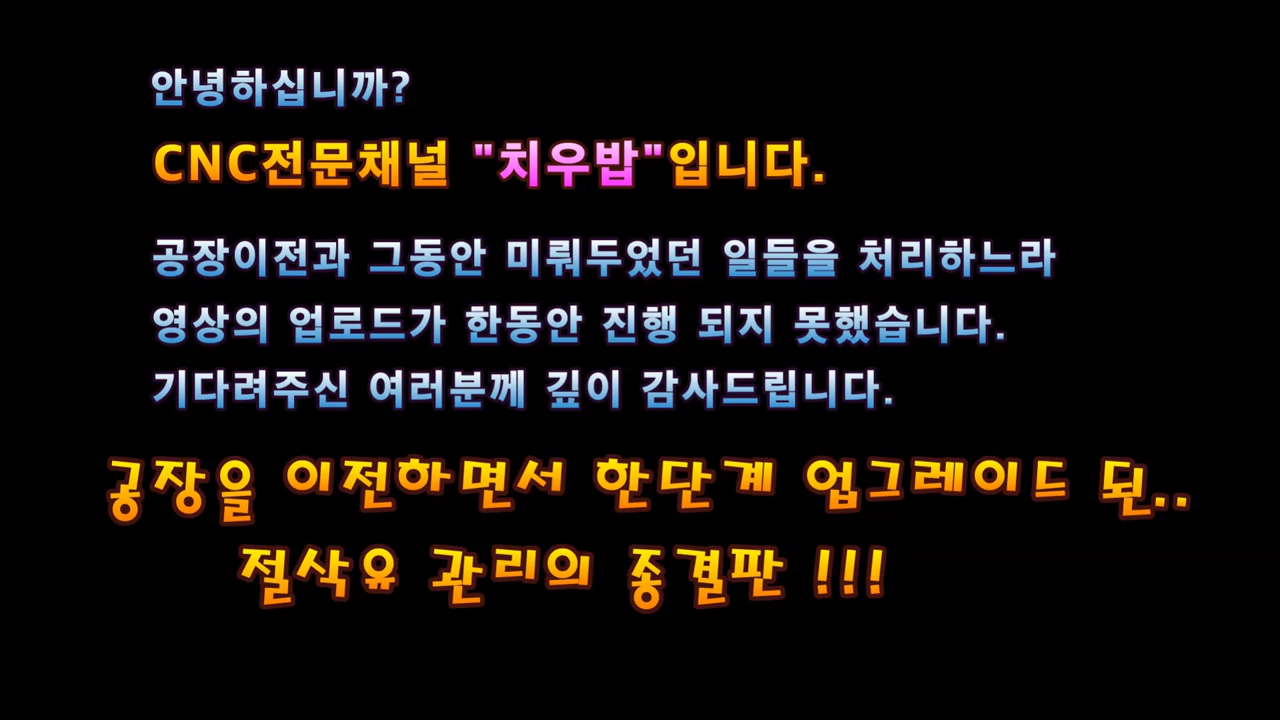 안녕하십니까?
CNC전문채널 "치우밥"입니다.
공장이전과 그동안 미뤄두었던 일들을 처리하느라
영상의 업로드가 한동안 진행 되지 못했습니다.
기다려주신 여러분께 깊이 감사드립니다.
공장을 이전하면서 한단계 업그레이드 된..
절삭유 관리의 종결판 !!!